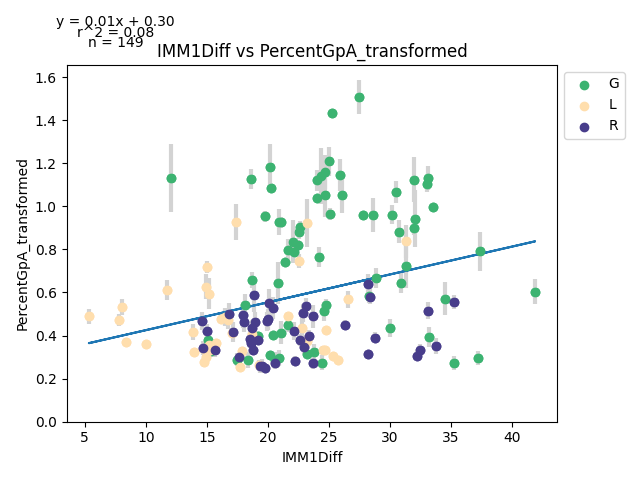 y = 0.01x + 0.30
r^2 = 0.08
n = 149
IMM1Diff vs PercentGpA_transformed
G
L
R
PercentGpA_transformed
1.6
1.4
1.2
1.0
0.8
0.6
0.4
0.2
0.0
5 10 15 20 25 30 35 40
IMM1Diff